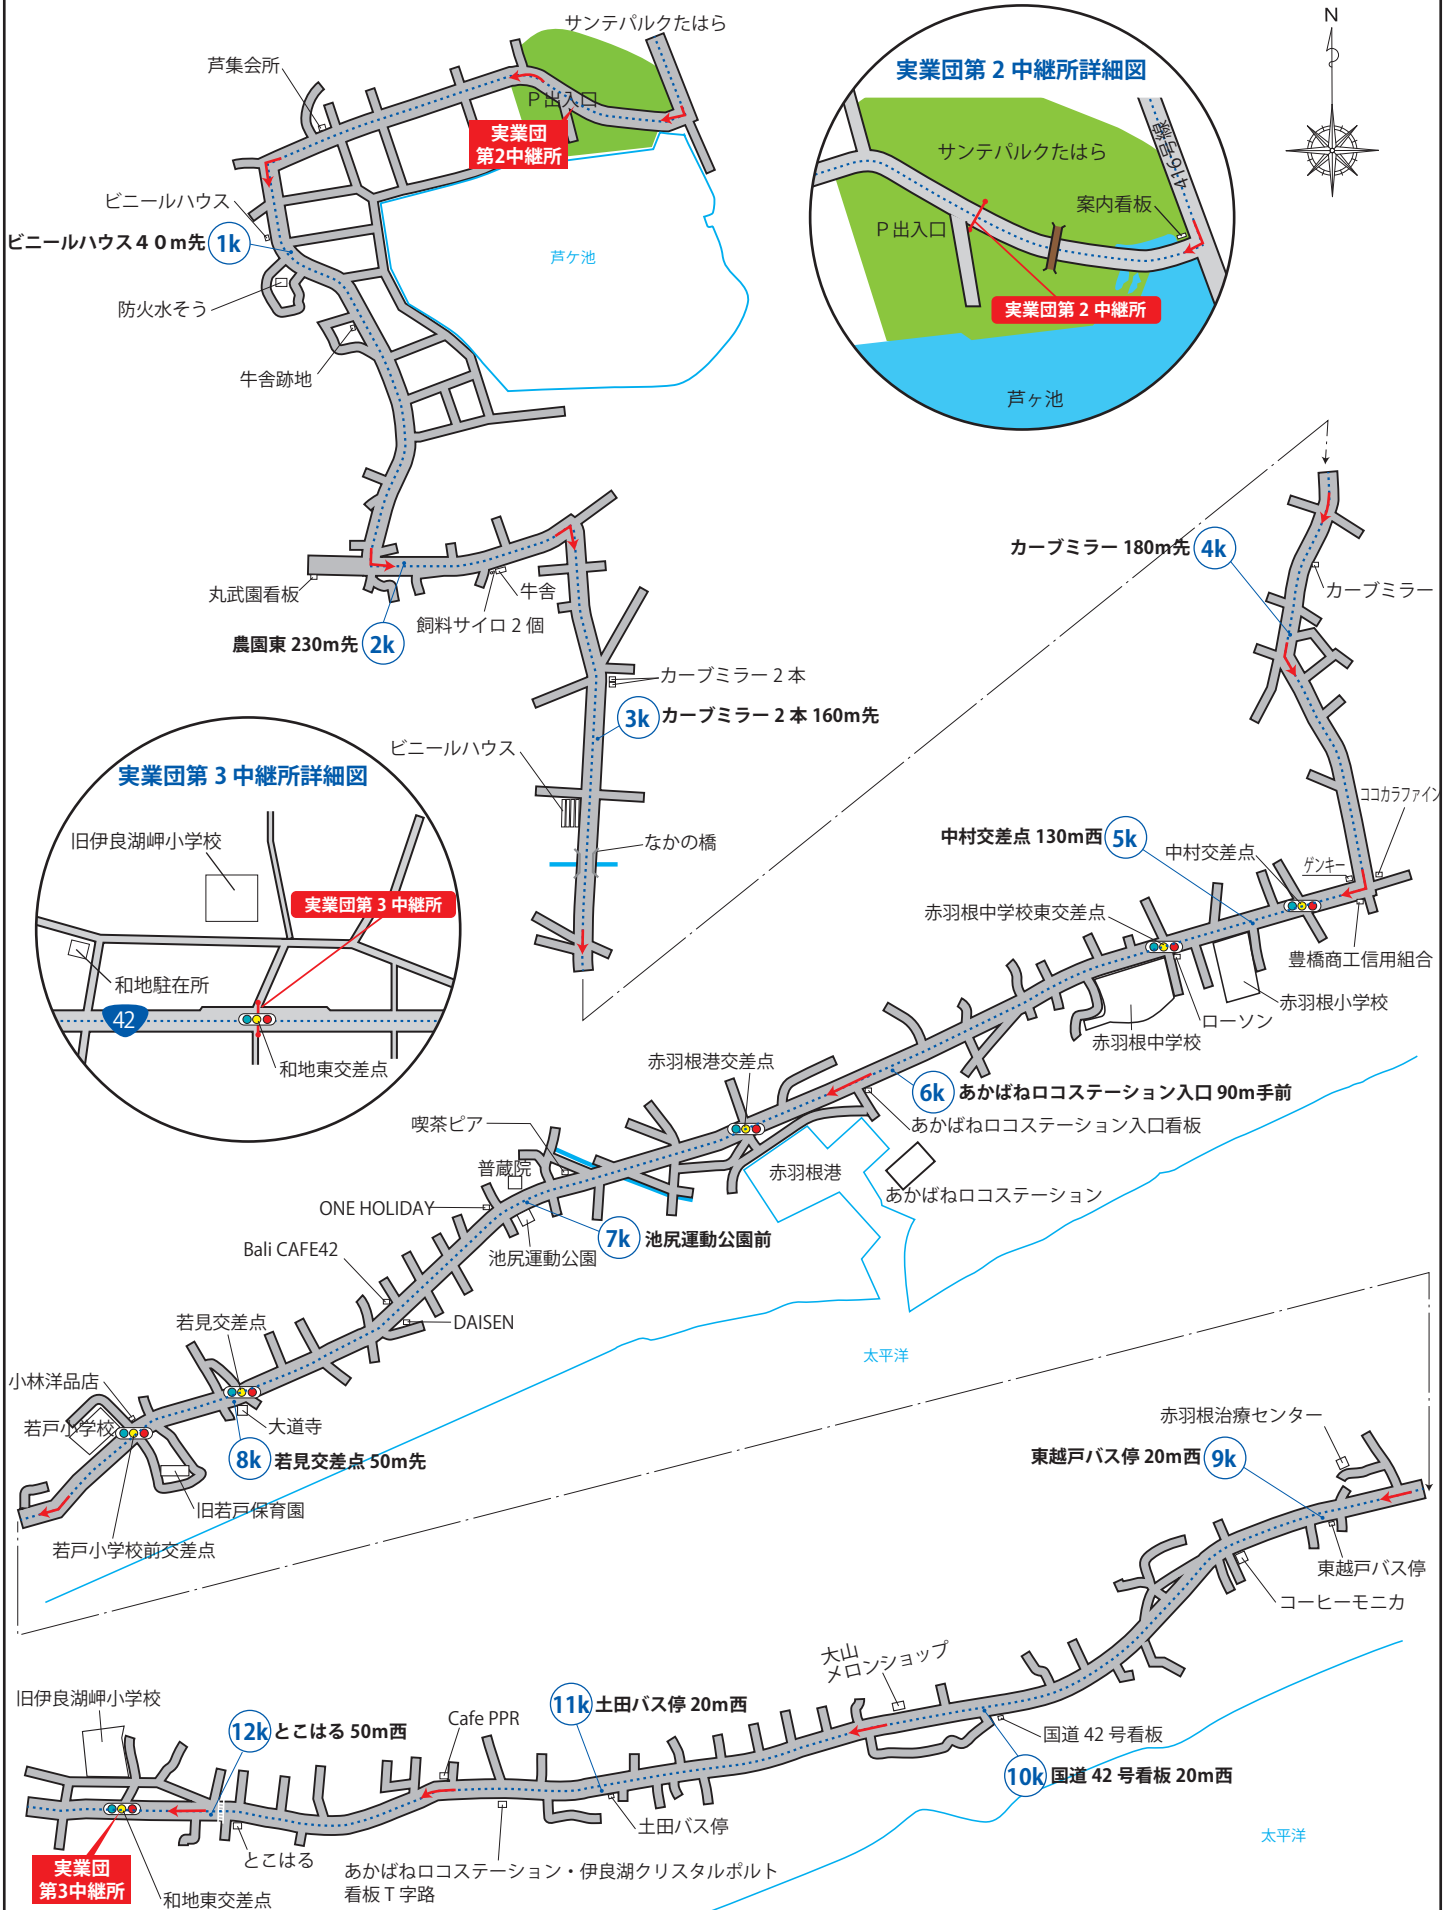 サンテパルクたはら
芦集会所
P出入口
実業団
第2中継所
ビニールハウス
ビニールハウス４０ｍ先
1k
芦ケ池
防火水そう
牛舎跡地
実業団第 2 中継所詳細図
サンテパルクたはら
416号線
案内看板
P出入口
実業団第 2 中継所
芦ヶ池
N
丸武園看板
牛舎
飼料サイロ 2 個
農園東 230m先
2k
カーブミラー 2 本
3k
カーブミラー 2 本 160m先
ビニールハウス
なかの橋
カーブミラー 180m先
4k
カーブミラー
ココカラファイン
中村交差点 130m西
5k
中村交差点
ゲンキー
赤羽根中学校東交差点
豊橋商工信用組合
赤羽根小学校
ローソン
赤羽根中学校
実業団第 3 中継所詳細図
旧伊良湖岬小学校
実業団第 3 中継所
和地駐在所
42
和地東交差点
赤羽根港交差点
6k
あかばねロコステーション入口 90m手前
あかばねロコステーション入口看板
喫茶ピア
普蔵院
赤羽根港
あかばねロコステーション
ONE HOLIDAY
7k
池尻運動公園前
池尻運動公園
Bali CAFE42
DAISEN
若見交差点
太平洋
小林洋品店
若戸小学校
大道寺
8k
若見交差点 50m先
旧若戸保育園
若戸小学校前交差点
赤羽根治療センター
東越戸バス停 20m西
9k
東越戸バス停
コーヒーモニカ
大山
メロンショップ
国道 42 号看板
10k
国道 42 号看板 20m西
太平洋
11k
土田バス停 20m西
Cafe PPR
土田バス停
旧伊良湖岬小学校
12k
とこはる 50m西
とこはる
あかばねロコステーション・伊良湖クリスタルポルト
看板 T 字路
実業団
第3中継所
和地東交差点